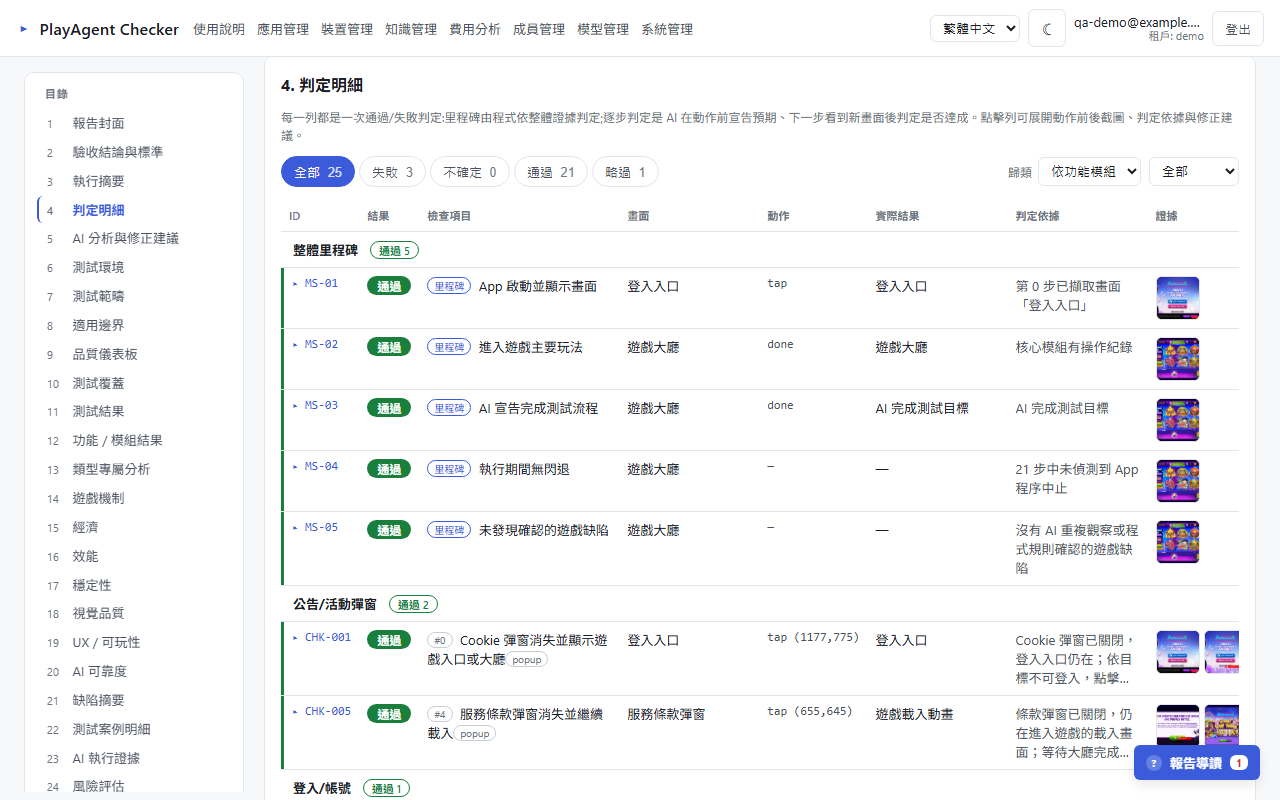 PlayAgent Checker 使用說明 應用管理 裝置管理 知識管理 費用分析 成員管理 模型管理 系統管理 繁體中文 qa-demo@example.... 登出
租戶: demo
目錄
1 報告封面
2 驗收結論與標準
3 執行摘要
4 判定明細
5 AI 分析與修正建議
6 測試環境
7 測試範疇
8 適用邊界
9 品質儀表板
10 測試覆蓋
11 測試結果
12 功能 / 模組結果
13 類型專屬分析
14 遊戲機制
15 經濟
16 效能
17 穩定性
18 視覺品質
19 UX / 可玩性
20 AI 可靠度
21 缺陷摘要
22 測試案例明細
23 AI 執行證據
24 風險評估
4. 判定明細
每一列都是一次通過/失敗判定:里程碑由程式依整體證據判定;逐步判定是 AI 在動作前宣告預期、下一步看到新畫面後判定是否達成。點擊列可展開動作前後截圖、判定依據與修正建
議。
全部 25 失敗 3 不確定 0 通過 21 略過 1 歸類 依功能模組 全部
ID 結果 檢查項目 畫面 動作 實際結果 判定依據 證據
整體里程碑 通過 5
MS-01 通過 里程碑 App 啟動並顯示畫面 登入入口 tap 登入入口 第 0 步已擷取畫面
「登入入口」
MS-02 通過 里程碑 進入遊戲主要玩法 遊戲大廳 done 遊戲大廳 核心模組有操作紀錄
MS-03 通過 里程碑 AI 宣告完成測試流程 遊戲大廳 done AI 完成測試目標 AI 完成測試目標
MS-04 通過 里程碑 執行期間無閃退 遊戲大廳 — — 21 步中未偵測到 App
程序中止
MS-05 通過 里程碑 未發現確認的遊戲缺陷 遊戲大廳 — — 沒有 AI 重複觀察或程
式規則確認的遊戲缺
陷
公告/活動彈窗 通過 2
CHK-001 通過 #0 Cookie 彈窗消失並顯示遊 登入入口 tap (1177,775) 登入入口 Cookie 彈窗已關閉，
戲入口或大廳 popup 登入入口仍在；依目
標不可登入，點擊...
CHK-005 通過 #4 服務條款彈窗消失並繼續 服務條款彈窗 tap (655,645) 遊戲載入動畫 條款彈窗已關閉，仍
載入 popup 在進入遊戲的載入畫
面；等待大廳完成...
登入/帳號 通過 1
? 報告導讀 1